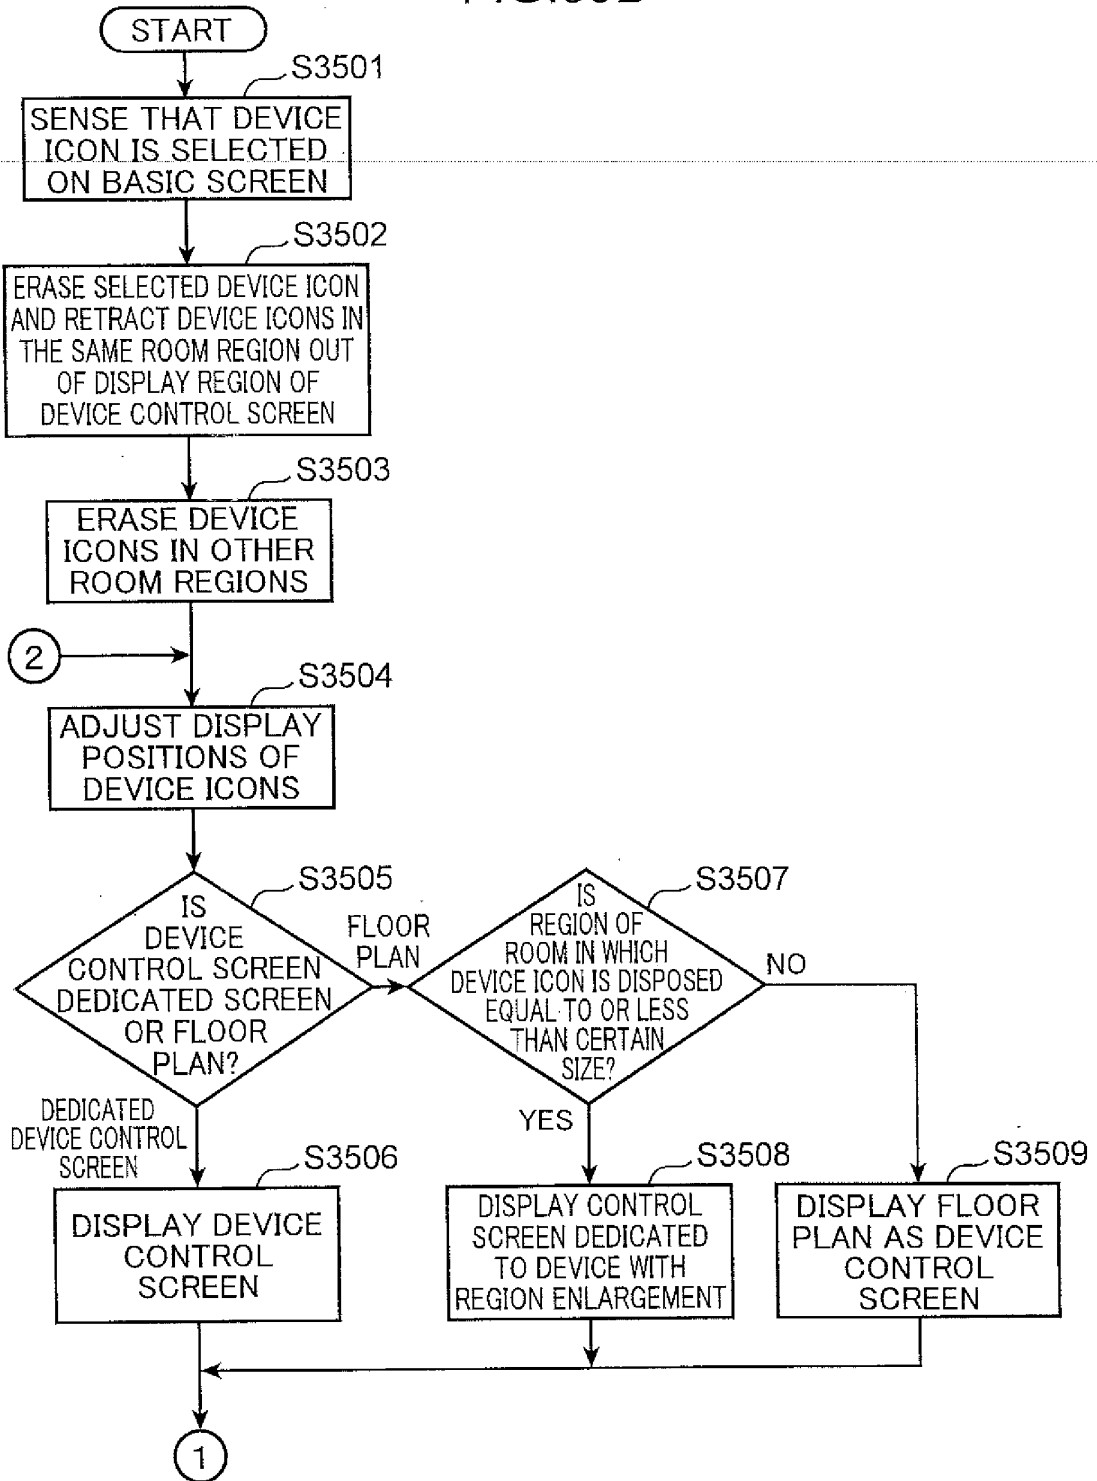 START
S3501
SENSE THAT DEVICE
ICON IS SELECTED
ON BASIC SCREEN
S3502
ERASE SELECTED DEVICE ICON
AND RETRACT DEVICE ICONS IN
THE SAME ROOM REGION OUT
OF DISPLAY REGION OF
DEVICE CONTROL SCREEN
S3503
ERASE DEVICE
ICONS IN OTHER
ROOM REGIONS
2
S3504
ADJUST DISPLAY
POSITIONS OF
DEVICE ICONS
S3505
IS
DEVICE
CONTROL SCREEN
DEDICATED SCREEN
OR FLOOR
PLAN?
FLOOR
PLAN
S3507
IS
REGION OF
ROOM IN WHICH
DEVICE ICON IS DISPOSED
EQUAL TO OR LESS
THAN CERTAIN
SIZE?
NO
DEDICATED
DEVICE CONTROL
SCREEN
YES
S3506
DISPLAY DEVICE
CONTROL
SCREEN
S3508
DISPLAY CONTROL
SCREEN DEDICATED
TO DEVICE WITH
REGION ENLARGEMENT
S3509
DISPLAY FLOOR
PLAN AS DEVICE
CONTROL
SCREEN
1